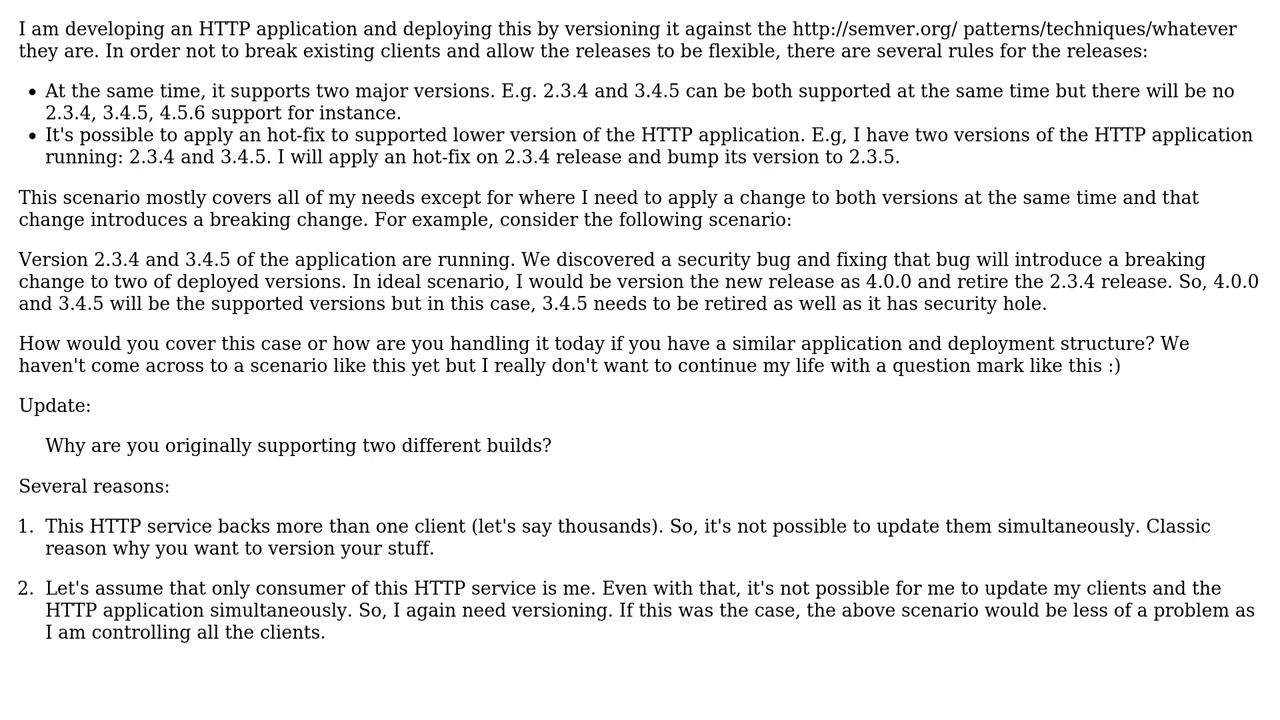 I am developing an HTTP application and deploying this by versioning it against the http://semver.org/ patterns/techniques/whatever
they are. In order not to break existing clients and allow the releases to be flexible, there are several rules for the releases:
• At the same time, it supports two major versions. E.g. 2.3.4 and 3.4.5 can be both supported at the same time but there will be no
2.3.4, 3.4.5, 4.5.6 support for instance.
• It's possible to apply an hot-fix to supported lower version of the HTTP application. E.g, I have two versions of the HTTP application
running: 2.3.4 and 3.4.5. I will apply an hot-fix on 2.3.4 release and bump its version to 2.3.5.
This scenario mostly covers all of my needs except for where I need to apply a change to both versions at the same time and that
change introduces a breaking change. For example, consider the following scenario:
Version 2.3.4 and 3.4.5 of the application are running. We discovered a security bug and fixing that bug will introduce a breaking
change to two of deployed versions. In ideal scenario, I would be version the new release as 4.0.0 and retire the 2.3.4 release. So, 4.0.0
and 3.4.5 will be the supported versions but in this case, 3.4.5 needs to be retired as well as it has security hole.
How would you cover this case or how are you handling it today if you have a similar application and deployment structure? We
haven't come across to a scenario like this yet but I really don't want to continue my life with a question mark like this :)
Update:
Why are you originally supporting two different builds?
Several reasons:
1. This HTTP service backs more than one client (let's say thousands). So, it's not possible to update them simultaneously. Classic
reason why you want to version your stuff.
2. Let's assume that only consumer of this HTTP service is me. Even with that, it's not possible for me to update my clients and the
HTTP application simultaneously. So, I again need versioning. If this was the case, the above scenario would be less of a problem as
I am controlling all the clients.